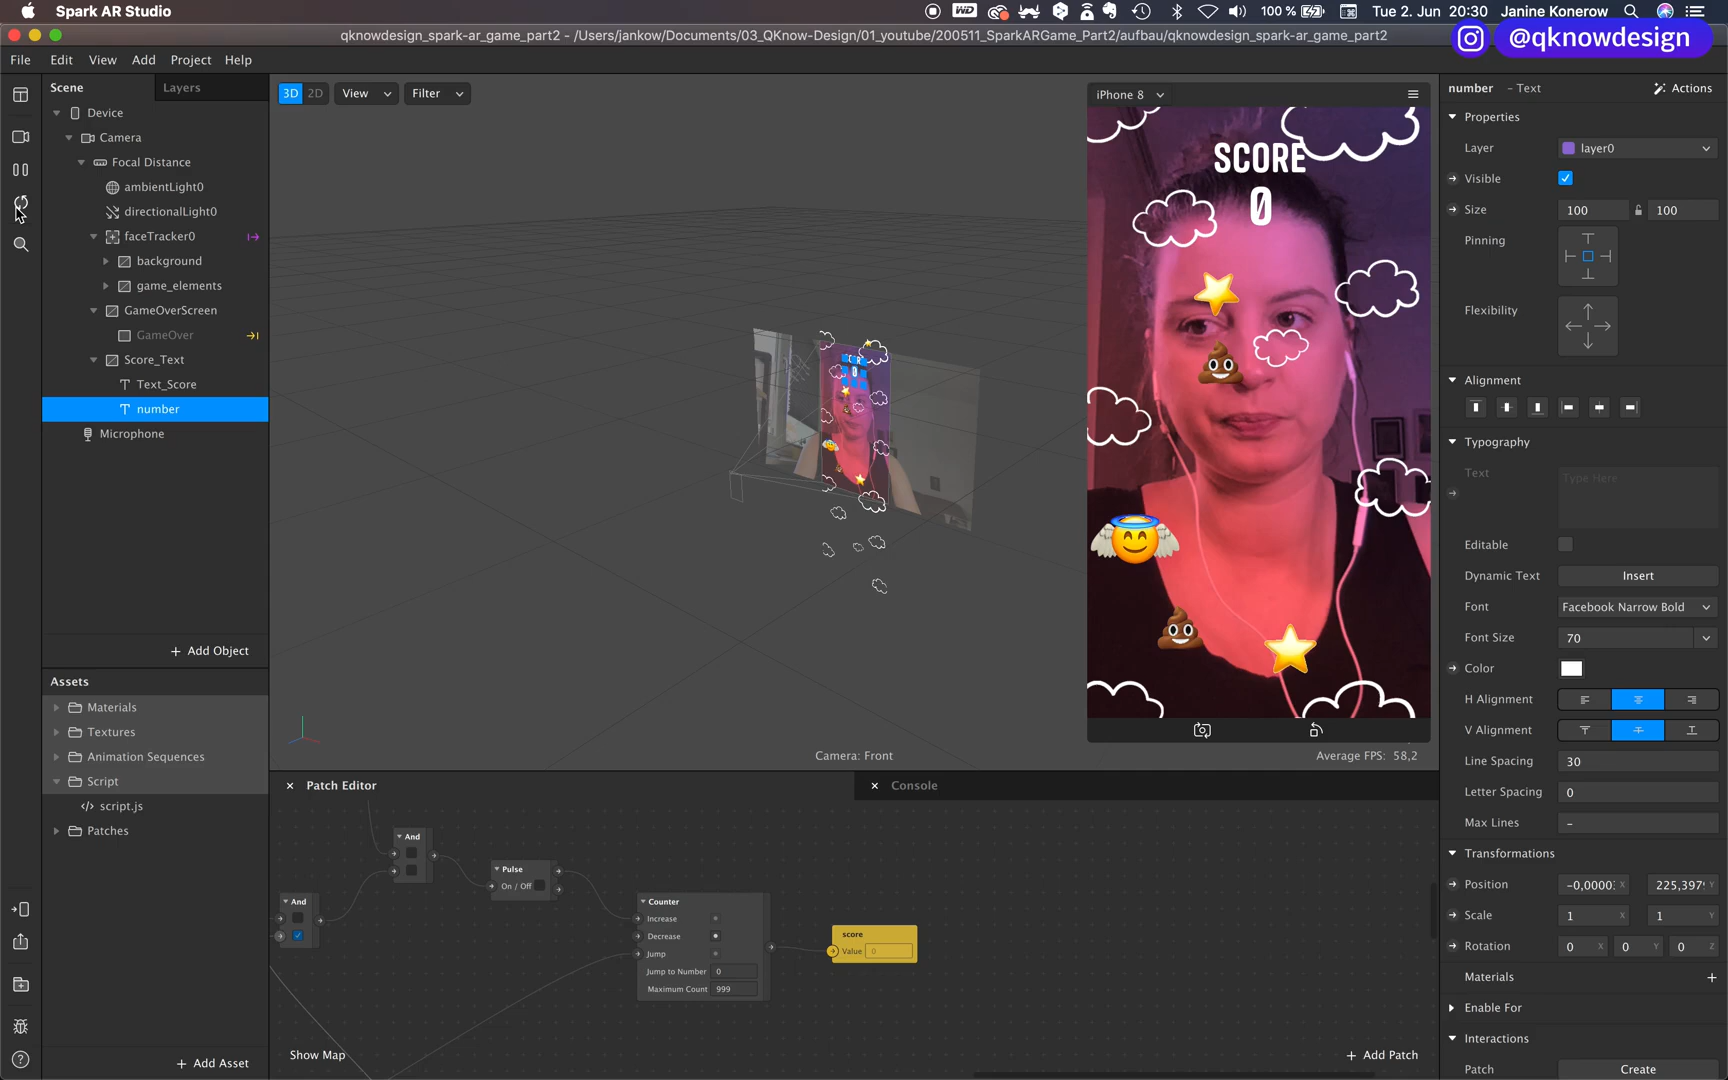 Spark AR Studio
100 %
Tue 2. Jun 20:30
Janine Konerow
qknowdesign_spark-ar_game_part2 - /Users/jankow/Documents/03_QKnow-Design/01_youtube/200511_SparkARGame_Part2/aufbau/qknowdesign_spark-ar_game_part2
@qknowdesign
File Edit View Add Project Help
Scene Layers
Device
Camera
Focal Distance
ambientLight0
directionalLight0
faceTracker0
background
game_elements
GameOverScreen
GameOver
Score_Text
Text_Score
number
Microphone
+ Add Object
Assets
Materials
Textures
Animation Sequences
Script
script.js
Patches
+ Add Asset
3D 2D View Filter
iPhone 8
SCORE
0
Camera: Front
Average FPS: 58,2
Patch Editor
Console
And
And
Pulse
On / Off
Counter
Increase
Decrease
Jump
Jump to Number 0
Maximum Count 999
score
Value 0
Show Map
+ Add Patch
number - Text
Actions
Properties
Layer layer0
Visible
Size 100 100
Pinning
Flexibility
Alignment
Typography
Text Type Here
Editable
Dynamic Text Insert
Font Facebook Narrow Bold
Font Size 70
Color
H Alignment
V Alignment
Line Spacing 30
Letter Spacing 0
Max Lines –
Transformations
Position -0,0000: X 225,397 Y
Scale 1 X 1 Y
Rotation 0 X 0 Y 0 Z
Materials +
Enable For
Interactions
Patch Create